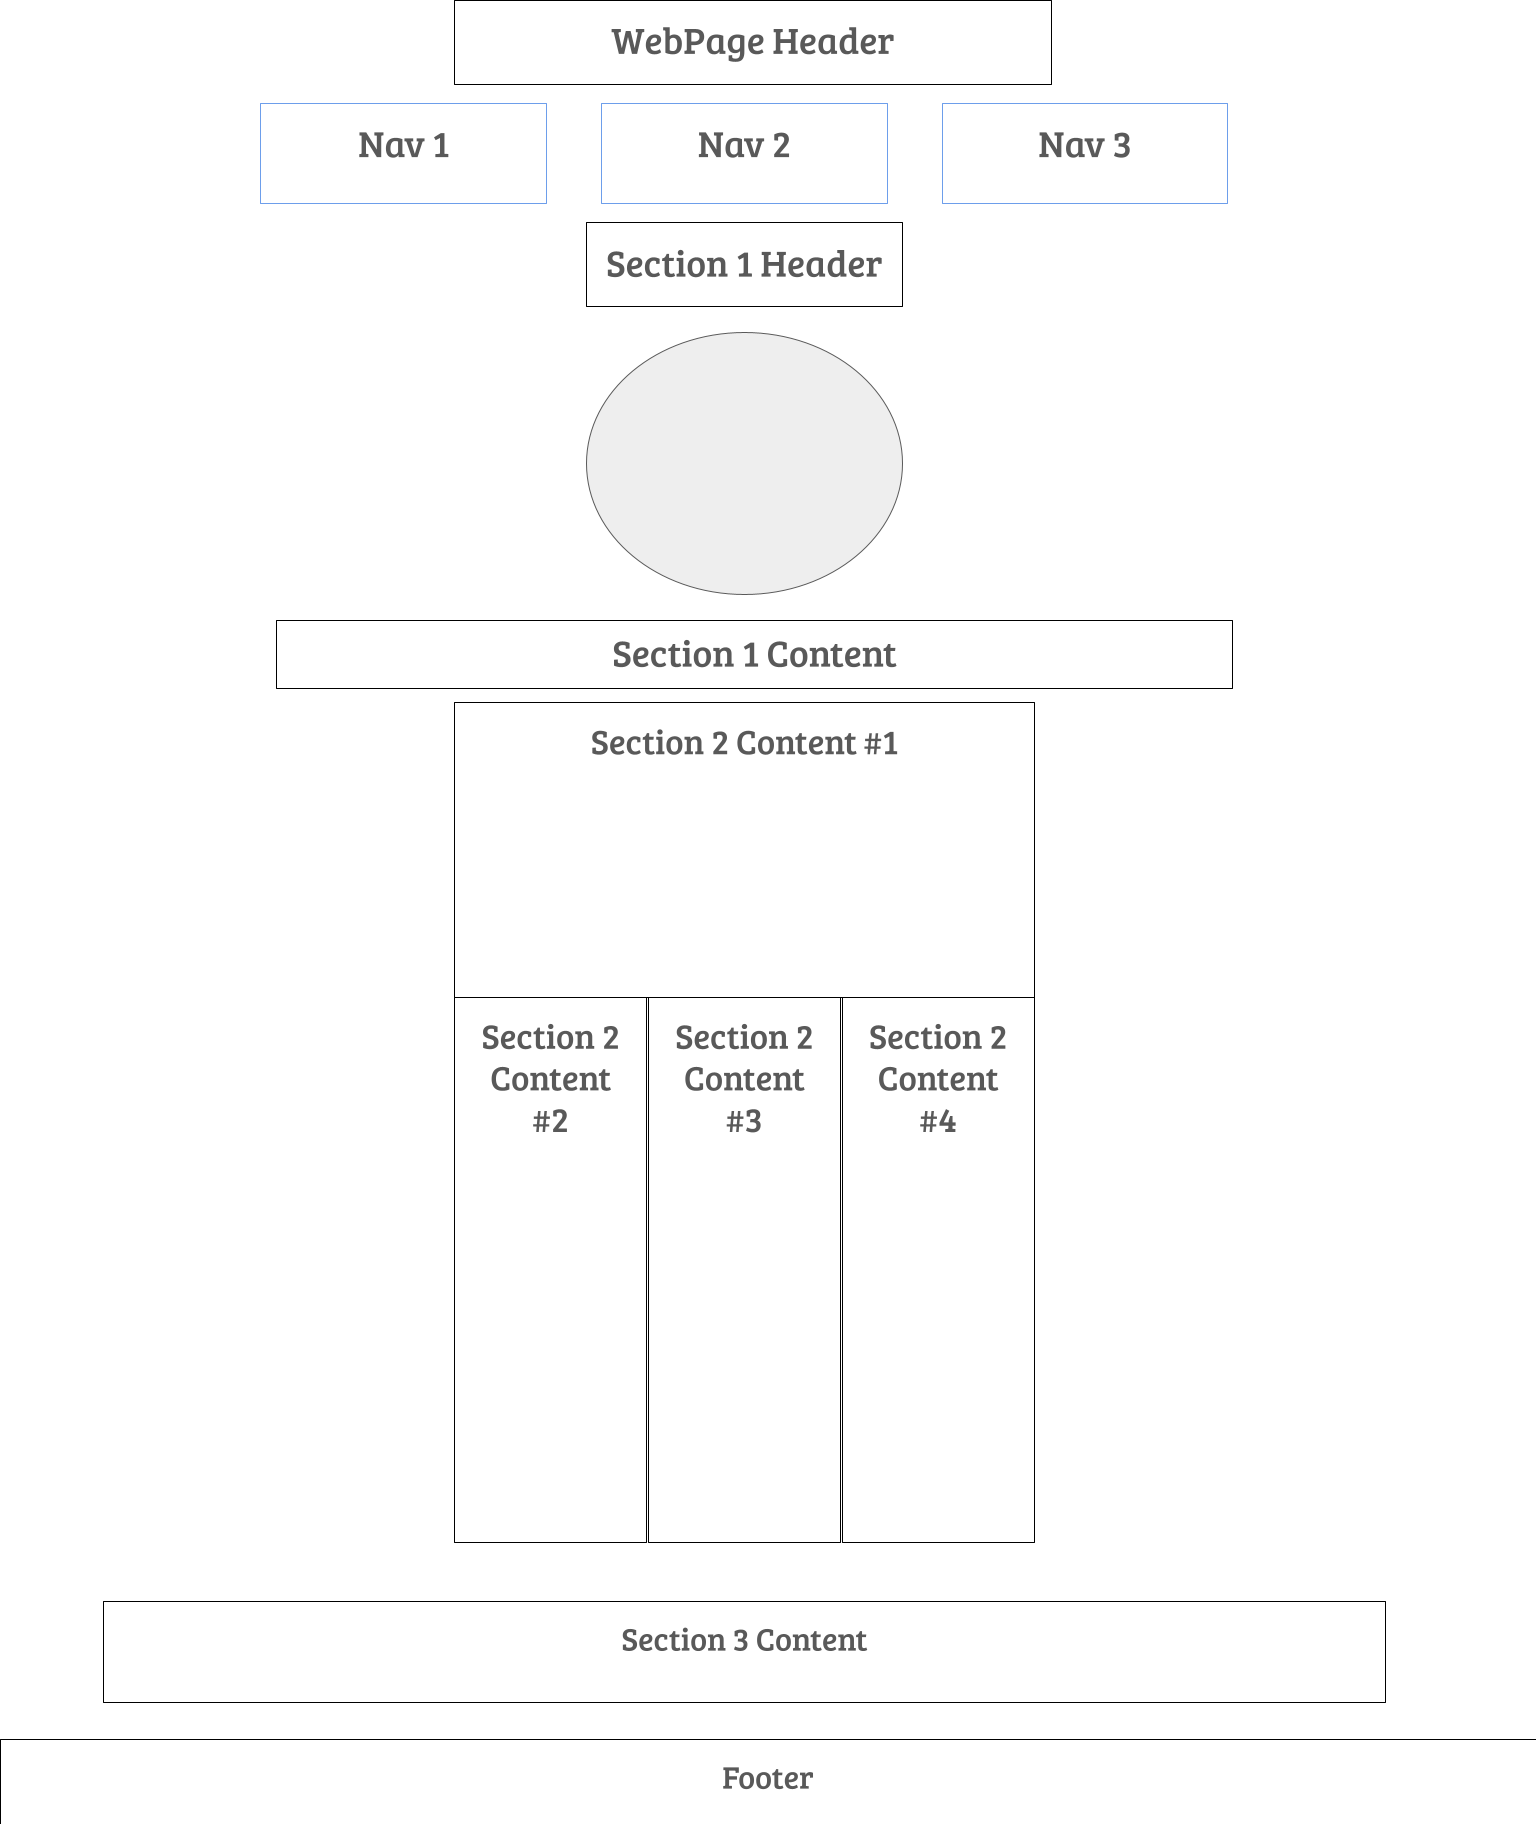 WebPage Header
Nav 1
Nav 2
Nav 3
Section 1 Header
Section 1 Content
Section 2 Content #1
Section 2
Content
#2
Section 2
Content
#3
Section 2
Content
#4
Section 3 Content
Footer